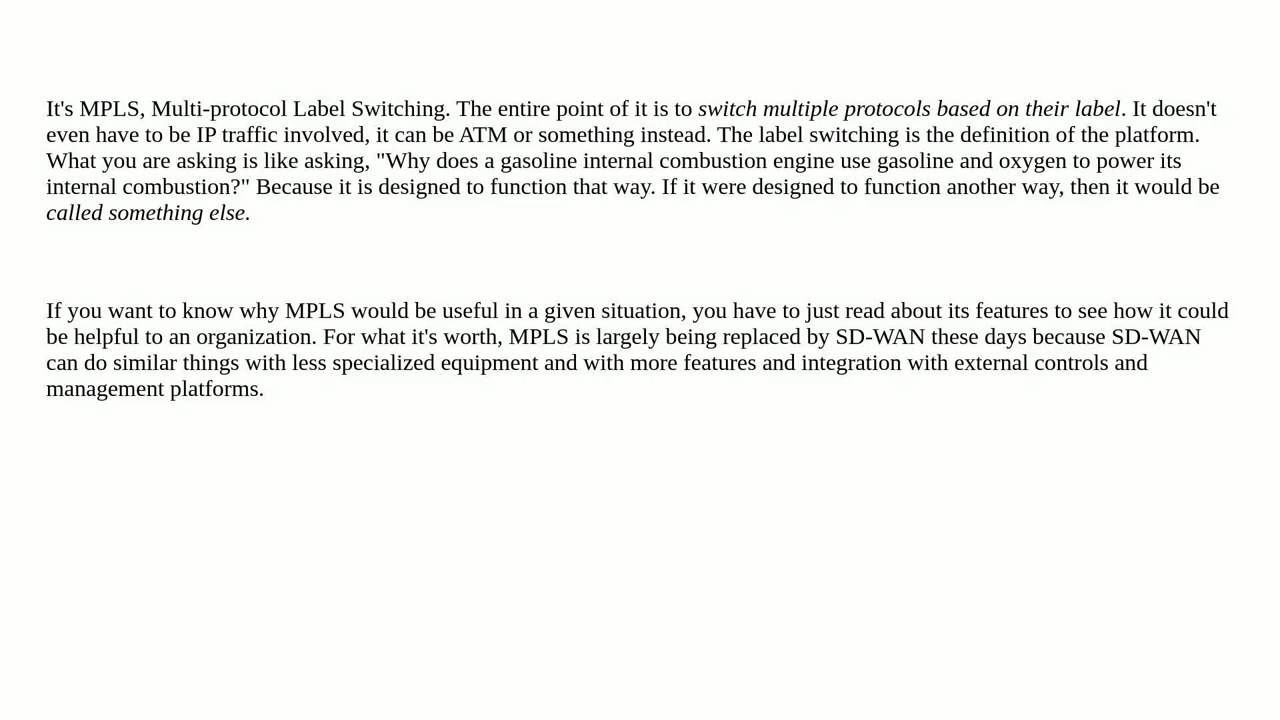 It's MPLS, Multi-protocol Label Switching. The entire point of it is to switch multiple protocols based on their label. It doesn't
even have to be IP traffic involved, it can be ATM or something instead. The label switching is the definition of the platform.
What you are asking is like asking, "Why does a gasoline internal combustion engine use gasoline and oxygen to power its
internal combustion?" Because it is designed to function that way. If it were designed to function another way, then it would be
called something else.
If you want to know why MPLS would be useful in a given situation, you have to just read about its features to see how it could
be helpful to an organization. For what it's worth, MPLS is largely being replaced by SD-WAN these days because SD-WAN
can do similar things with less specialized equipment and with more features and integration with external controls and
management platforms.